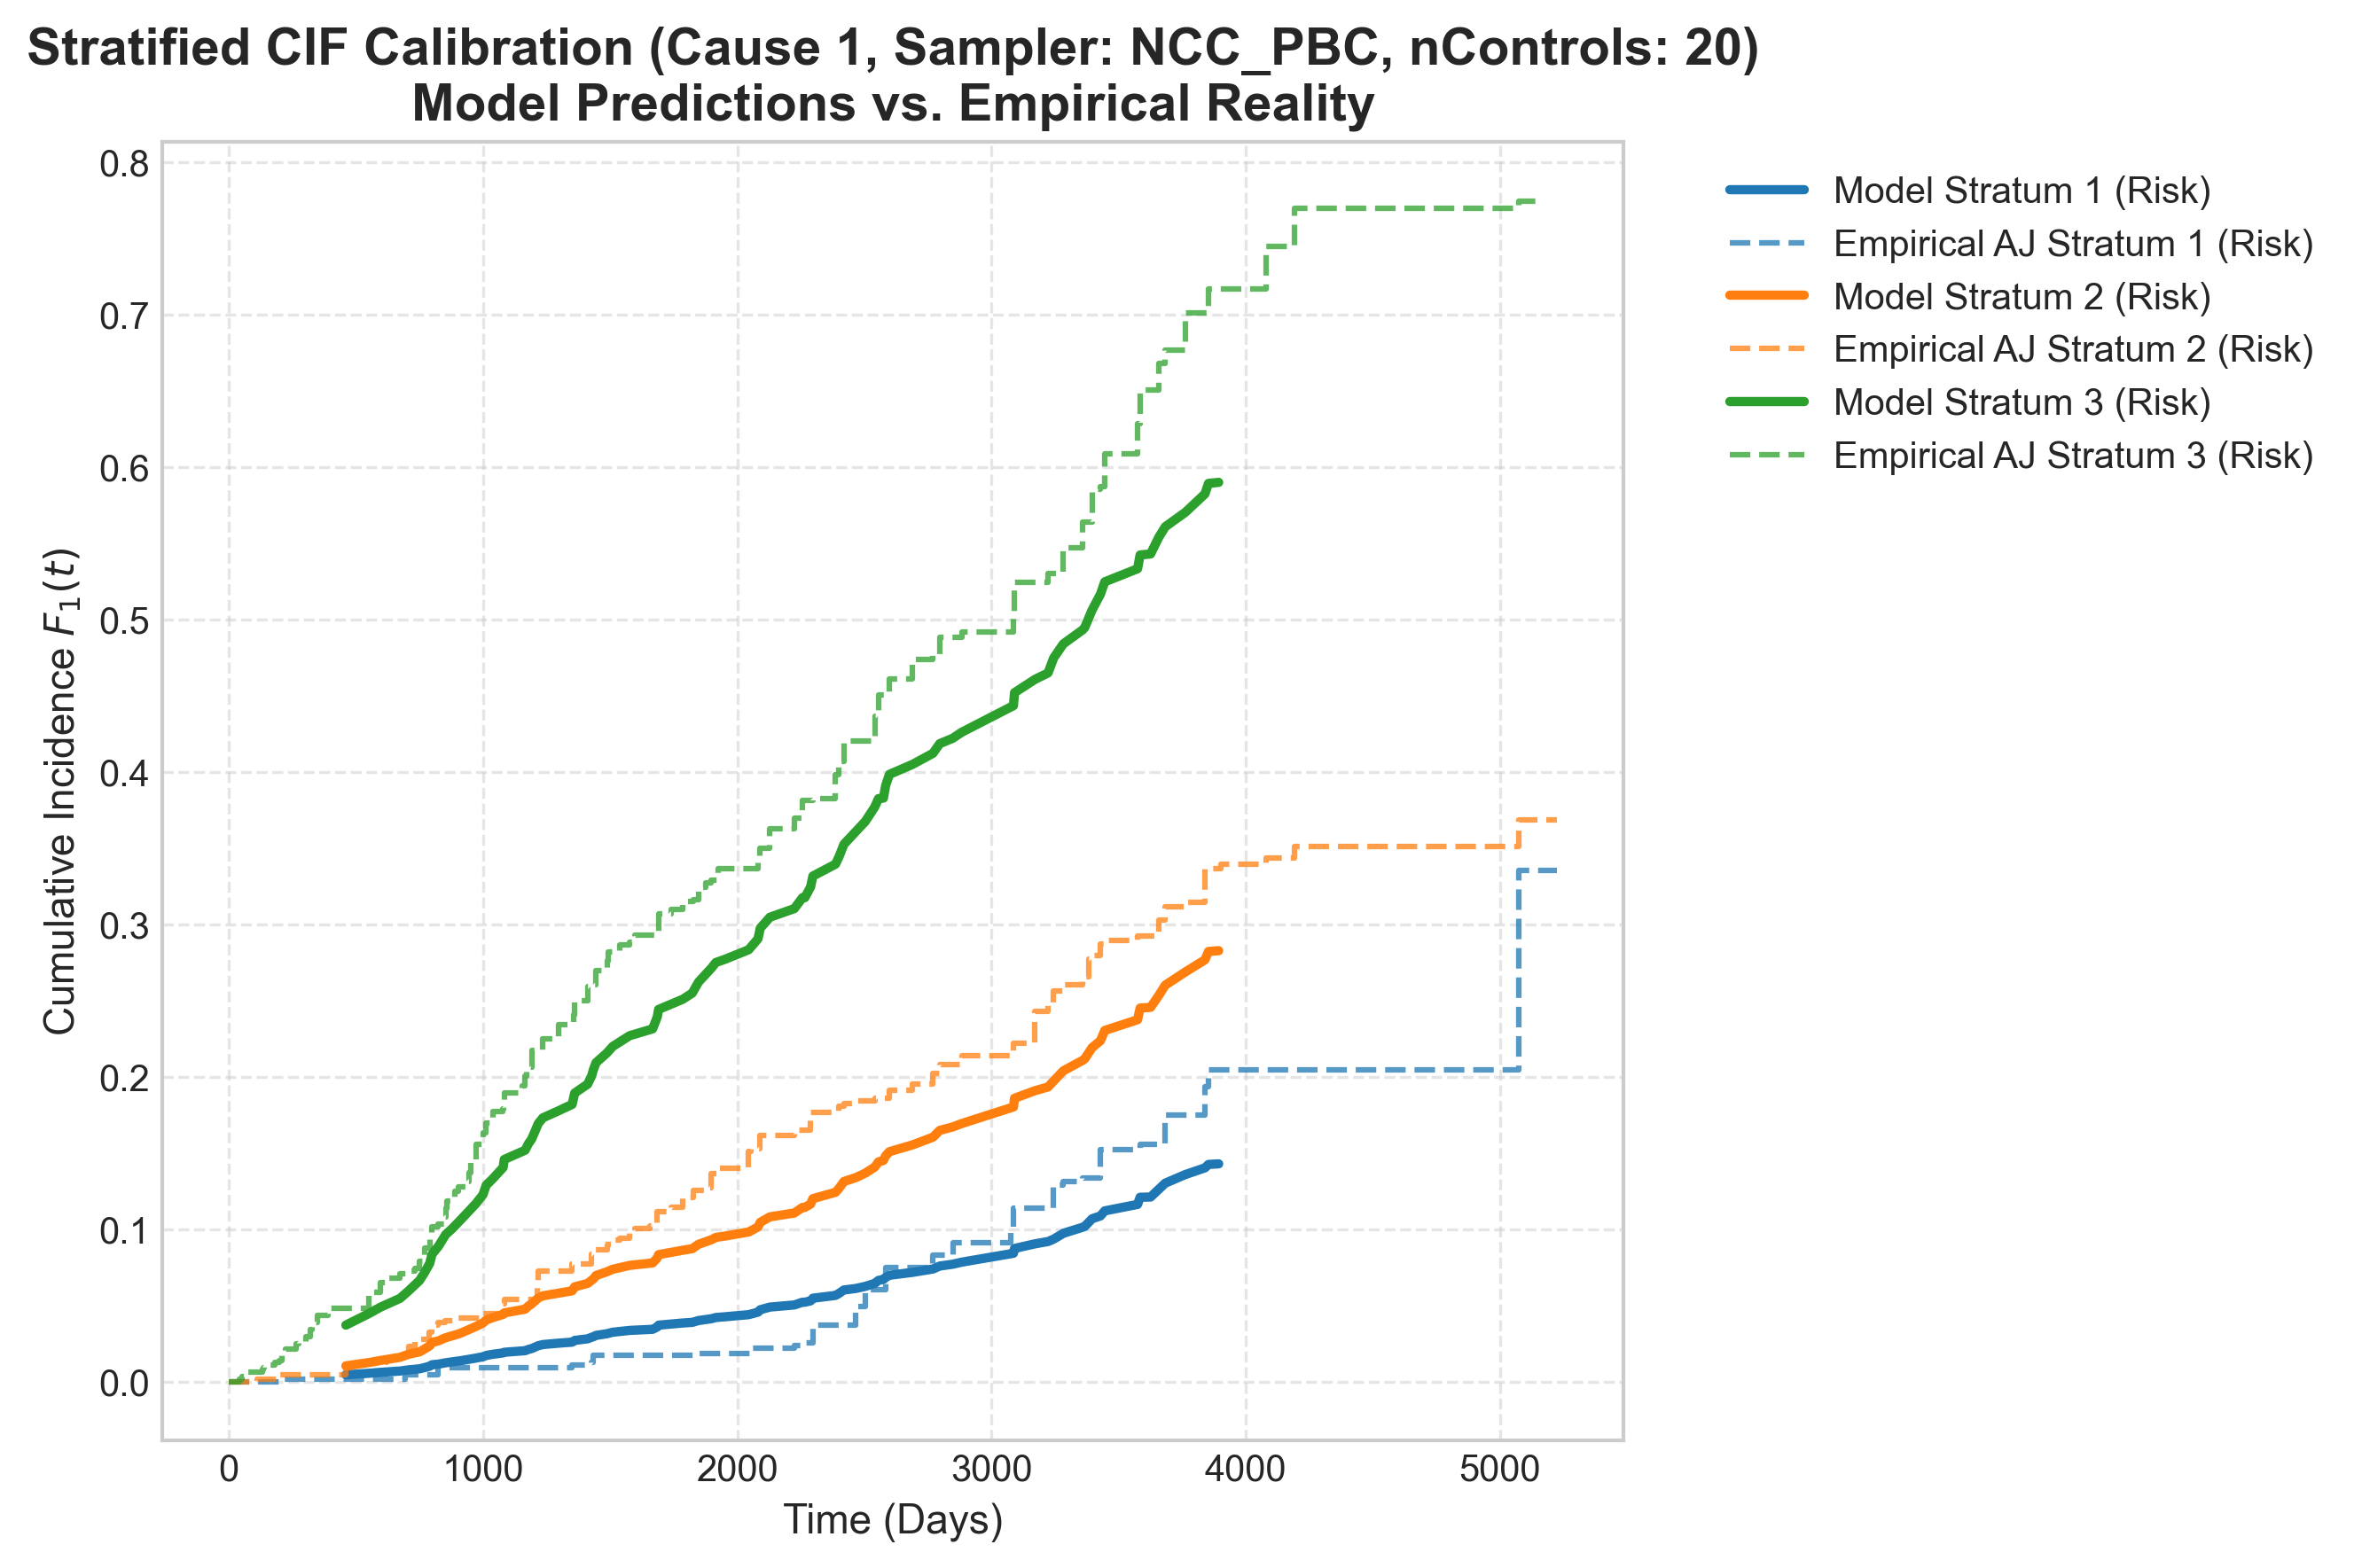 Stratified CIF Calibration (Cause 1, Sampler: NCC_PBC, nControls: 20)
Model Predictions vs. Empirical Reality
Model Stratum 1 (Risk)
Empirical AJ Stratum 1 (Risk)
Model Stratum 2 (Risk)
Empirical AJ Stratum 2 (Risk)
Model Stratum 3 (Risk)
Empirical AJ Stratum 3 (Risk)
Cumulative Incidence F₁(t)
0.8
0.7
0.6
0.5
0.4
0.3
0.2
0.1
0.0
0 1000 2000 3000 4000 5000
Time (Days)